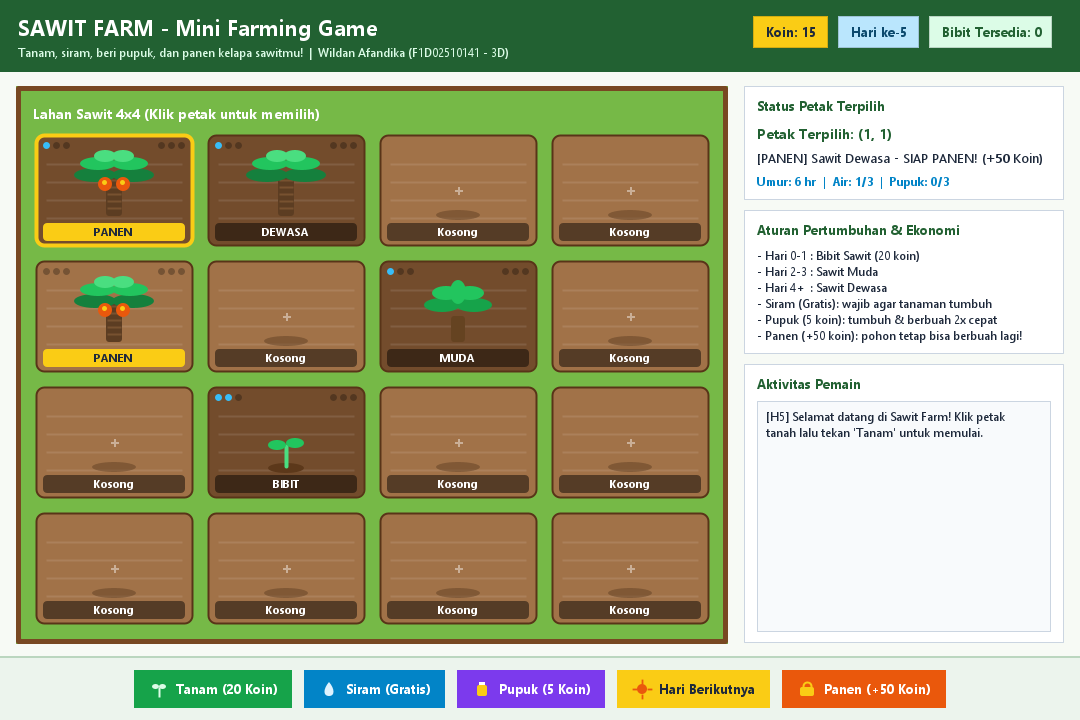 SAWIT FARM - Mini Farming Game
Tanam, siram, beri pupuk, dan panen kelapa sawitmu! | Wildan Afandika (F1D02510141 - 3D)
Koin: 15
Hari ke-5
Bibit Tersedia: 0
Lahan Sawit 4x4 (Klik petak untuk memilih)
PANEN
DEWASA
+
Kosong
+
Kosong
PANEN
+
Kosong
MUDA
+
Kosong
+
Kosong
BIBIT
+
Kosong
+
Kosong
+
Kosong
+
Kosong
+
Kosong
+
Kosong
Status Petak Terpilih
Petak Terpilih: (1, 1)
[PANEN] Sawit Dewasa - SIAP PANEN! (+50 Koin)
Umur: 6 hr | Air: 1/3 | Pupuk: 0/3
Aturan Pertumbuhan & Ekonomi
- Hari 0-1 : Bibit Sawit (20 koin)
- Hari 2-3 : Sawit Muda
- Hari 4+ : Sawit Dewasa
- Siram (Gratis): wajib agar tanaman tumbuh
- Pupuk (5 koin): tumbuh & berbuah 2x cepat
- Panen (+50 koin): pohon tetap bisa berbuah lagi!
Aktivitas Pemain
[H5] Selamat datang di Sawit Farm! Klik petak
tanah lalu tekan 'Tanam' untuk memulai.
Tanam (20 Koin)
Siram (Gratis)
Pupuk (5 Koin)
Hari Berikutnya
Panen (+50 Koin)